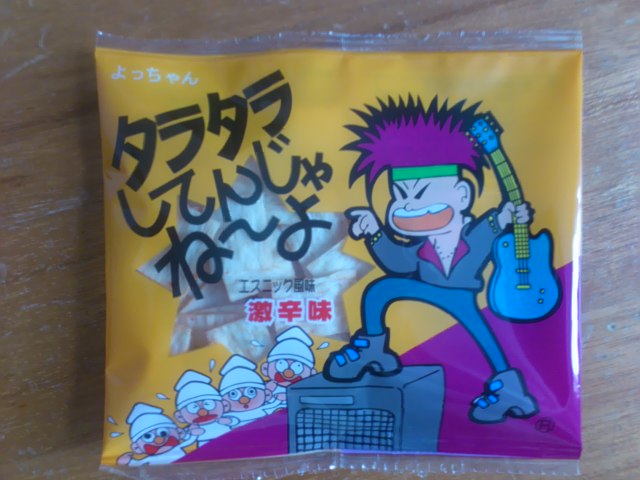 よっちゃん
タラタラ
してんじゃ
ね〜よ
エスニック風味
激辛味